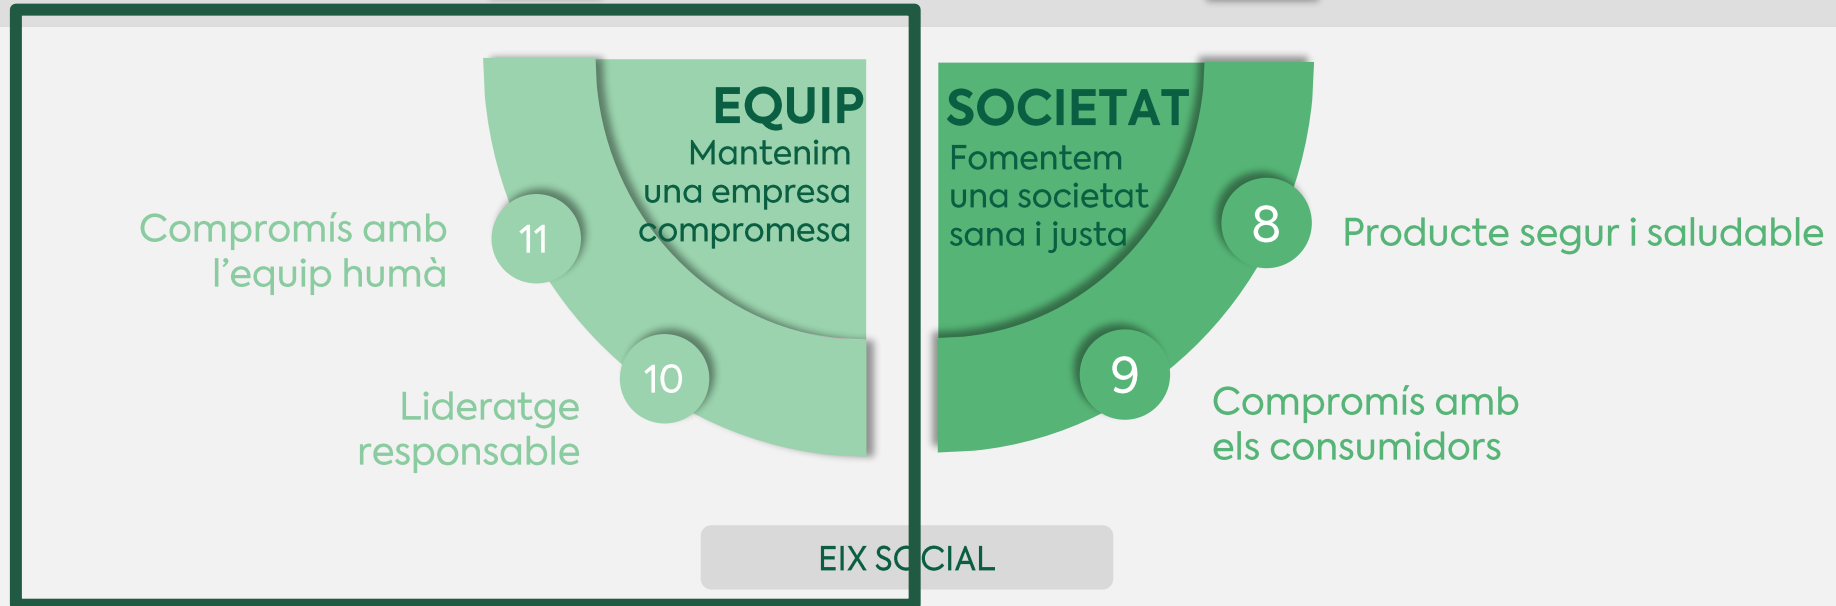 EQUIP
Mantenim
una empresa
compromesa
11
Compromís amb
l’equip humà
10
Lideratge
responsable
SOCIETAT
Fomentem
una societat
sana i justa
8
Producte segur i saludable
9
Compromís amb
els consumidors
EIX SOCIAL